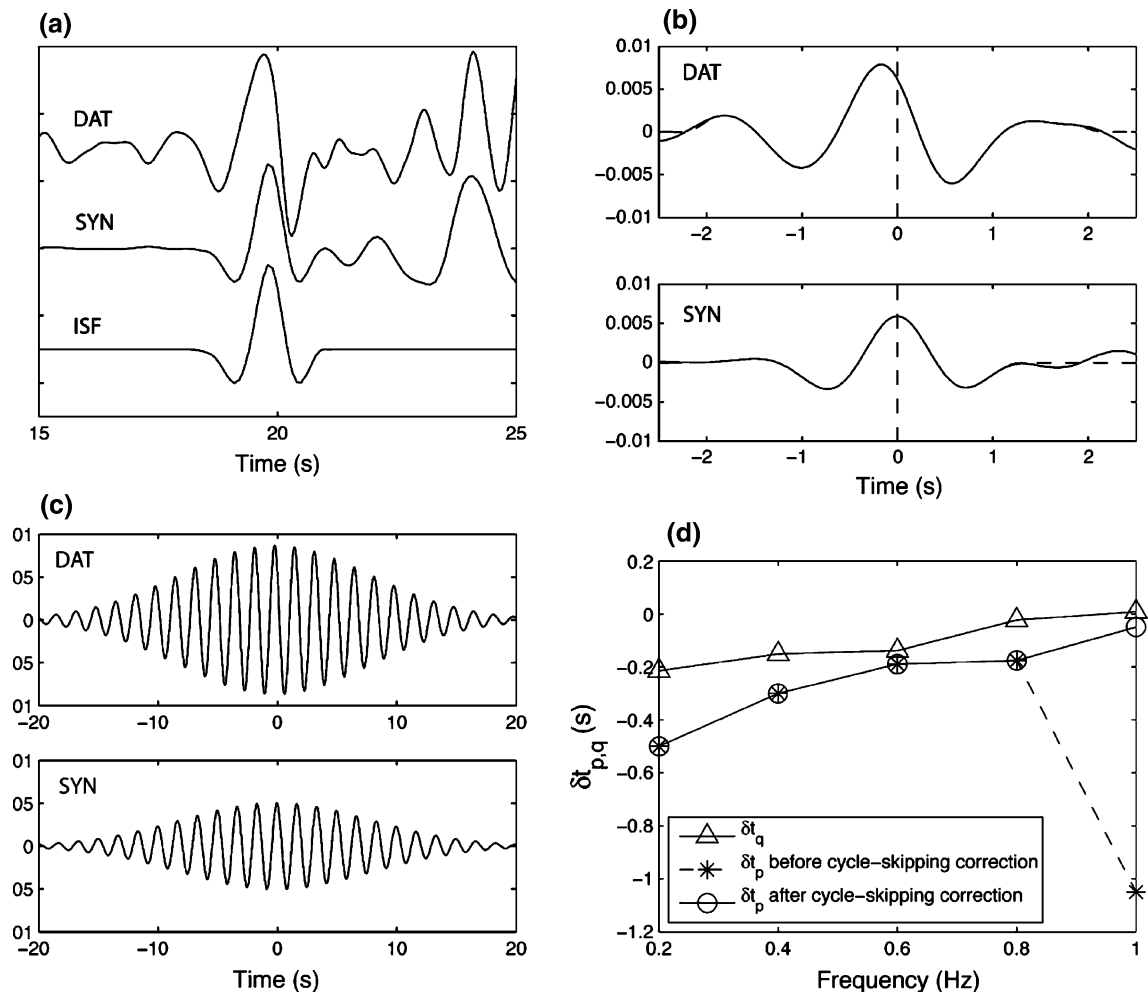 (a)
DAT
SYN
ISF
15 20 25
Time (s)
(b)
0.01
0.005
0
−0.005
−0.01
DAT
−2 −1 0 1 2
0.01
0.005
0
−0.005
−0.01
SYN
−2 −1 0 1 2
Time (s)
(c)
01
05
0
05
01
DAT
−20 −10 0 10 20
01
05
0
05
01
SYN
−20 −10 0 10 20
Time (s)
(d)
0.2
0
−0.2
−0.4
−0.6
−0.8
−1
−1.2
δt_p,q (s)
δt_q
δt_p before cycle−skipping correction
δt_p after cycle−skipping correction
0.2 0.4 0.6 0.8 1
Frequency (Hz)